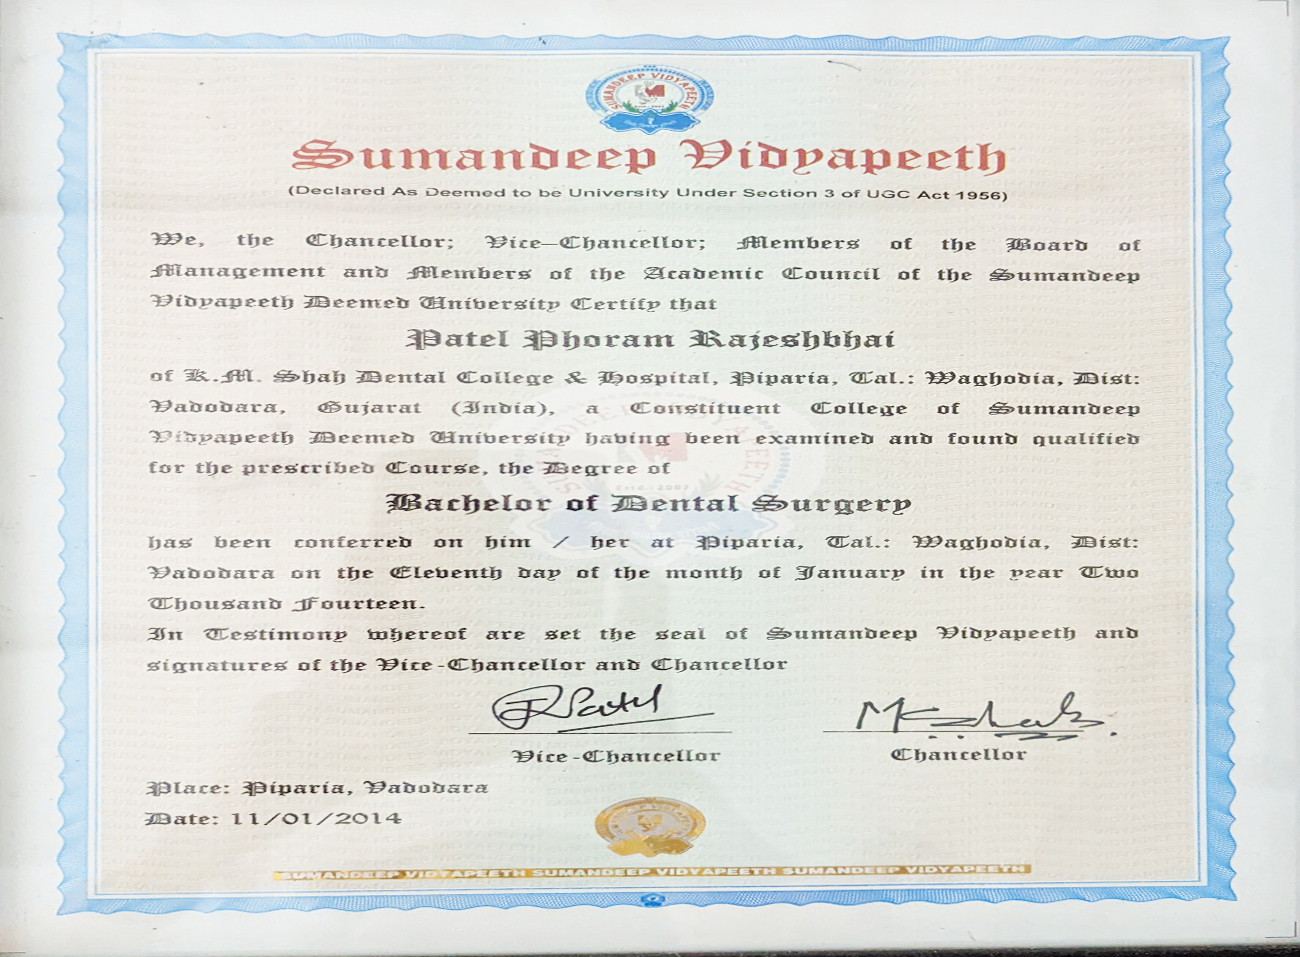 SUMANDEEP VIDYAPEETH
Sumandeep Vidyapeeth
(Declared As Deemed to be University Under Section 3 of UGC Act 1956)
We, the Chancellor; Vice-Chancellor; Members of the Board of
Management and Members of the Academic Council of the Sumandeep
Vidyapeeth Deemed University Certify that
Patel Phoram Rajeshbhai
of K.M. Shah Dental College & Hospital, Piparia, Tal.: Waghodia, Dist:
Vadodara, Gujarat (India), a Constituent College of Sumandeep
Vidyapeeth Deemed University having been examined and found qualified
for the prescribed Course, the Degree of
Bachelor of Dental Surgery
has been conferred on him / her at Piparia, Tal.: Waghodia, Dist:
Vadodara on the Eleventh day of the month of January in the year Two
Thousand Fourteen.
In Testimony whereof are set the seal of Sumandeep Vidyapeeth and
signatures of the Vice-Chancellor and Chancellor
Vice-Chancellor
Chancellor
Place: Piparia, Vadodara
Date: 11/01/2014
SUMANDEEP VIDYAPEETH SUMANDEEP VIDYAPEETH SUMANDEEP VIDYAPEETH